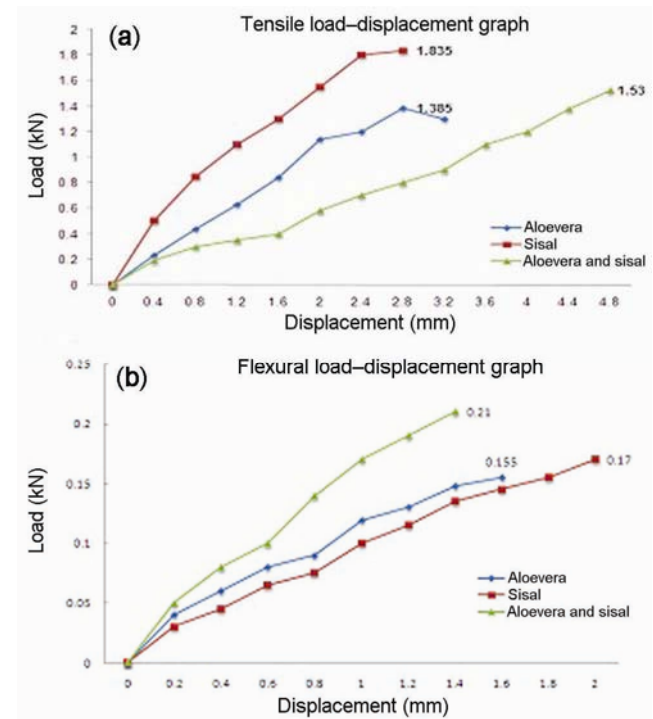 (a) Tensile load–displacement graph
2
1.8
1.6
1.4
1.2
1
0.8
0.6
0.4
0.2
0
Load (kN)
1.835
1.385
1.53
Aloevera
Sisal
Aloevera and sisal
0 0.4 0.8 1.2 1.6 2 2.4 2.8 3.2 3.6 4 4.4 4.8
Displacement (mm)
(b) Flexural load–displacement graph
0.25
0.2
0.15
0.1
0.05
0
Load (kN)
0.21
0.155
0.17
Aloevera
Sisal
Aloevera and sisal
0 0.2 0.4 0.6 0.8 1 1.2 1.4 1.6 1.8 2
Displacement (mm)